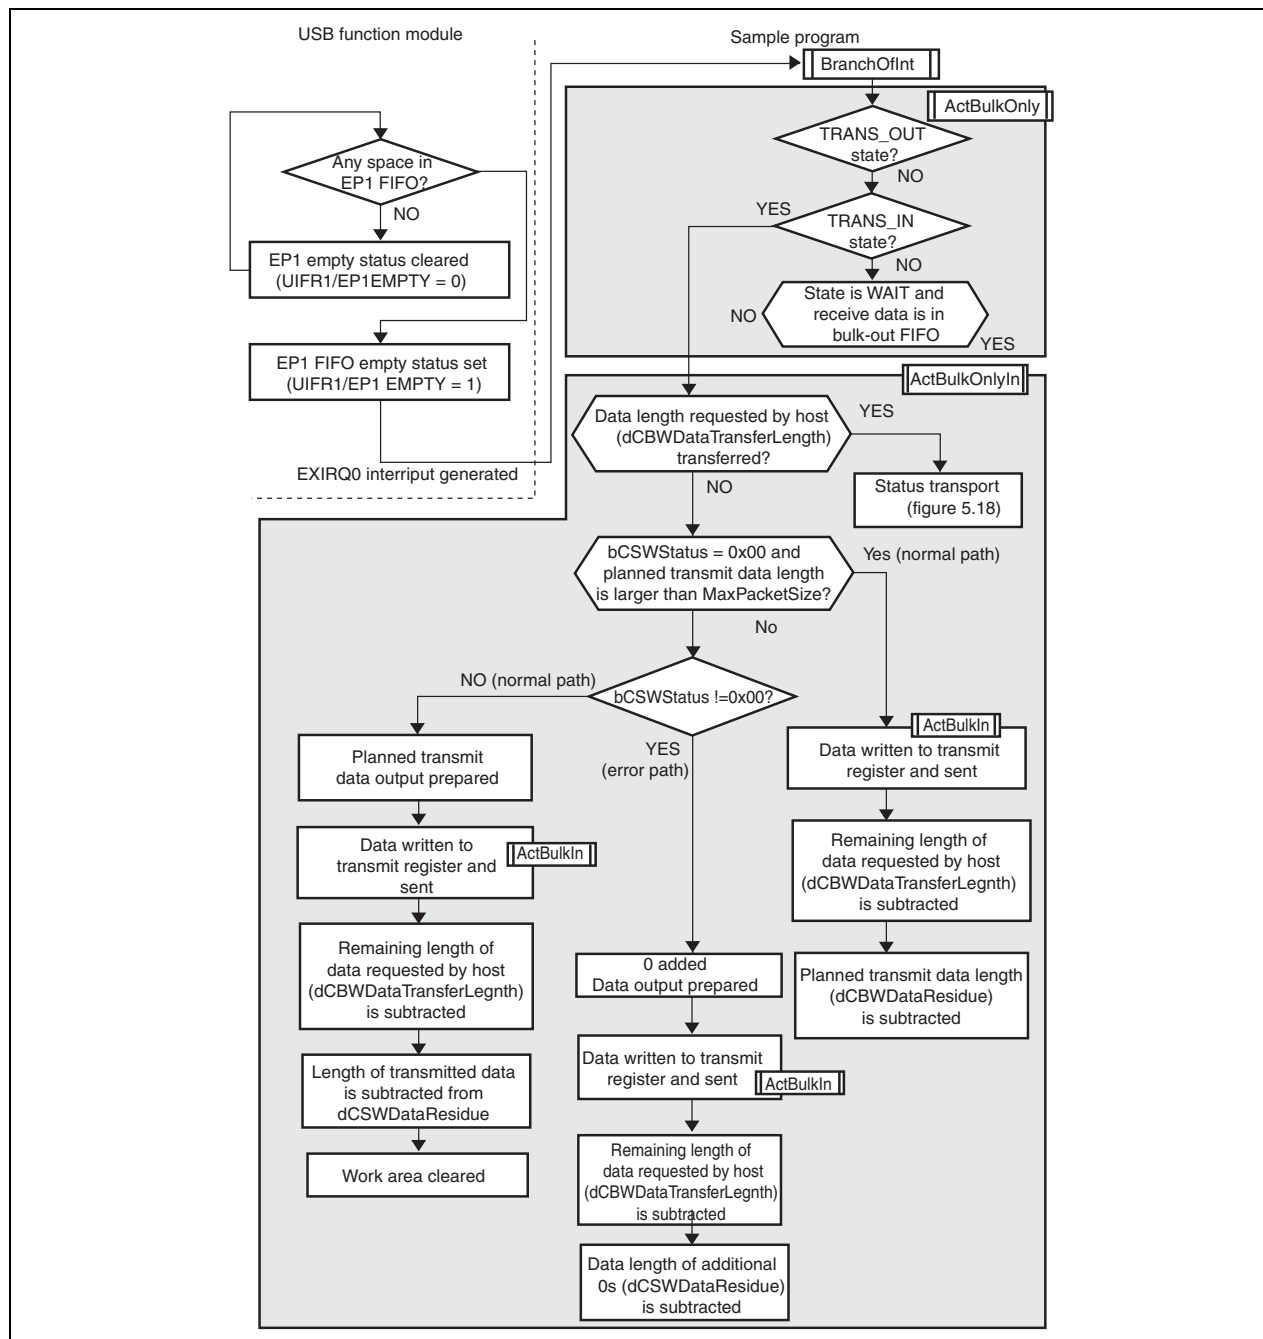 USB function module
Sample program
BranchOfInt
ActBulkOnly
TRANS_OUT
state?
NO
Any space in
EP1 FIFO?
NO
YES
TRANS_IN
state?
NO
EP1 empty status cleared
(UIFR1/EP1EMPTY = 0)
State is WAIT and
receive data is in
bulk-out FIFO
NO
YES
EP1 FIFO empty status set
(UIFR1/EP1 EMPTY = 1)
ActBulkOnlyIn
Data length requested by host
(dCBWDataTransferLength)
transferred?
YES
EXIRQ0 interriput generated
NO
Status transport
(figure 5.18)
bCSWStatus = 0x00 and
planned transmit data length
is larger than MaxPacketSize?
Yes (normal path)
No
NO (normal path)
bCSWStatus !=0x00?
YES
(error path)
ActBulkIn
Data written to transmit
register and sent
Planned transmit
data output prepared
Data written to
transmit register and
sent
ActBulkIn
Remaining length of
data requested by host
(dCBWDataTransferLegnth)
is subtracted
Remaining length of
data requested by host
(dCBWDataTransferLegnth)
is subtracted
0 added
Data output prepared
Planned transmit data length
(dCBWDataResidue)
is subtracted
Length of transmitted data
is subtracted from
dCSWDataResidue
Data written to transmit
register and sent
ActBulkIn
Work area cleared
Remaining length of
data requested by host
(dCBWDataTransferLegnth)
is subtracted
Data length of additional
0s (dCSWDataResidue)
is subtracted